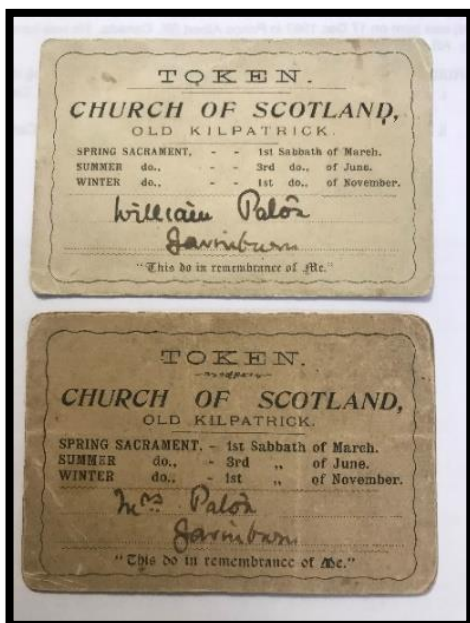 TOKEN.
CHURCH OF SCOTLAND,
OLD KILPATRICK.
SPRING SACRAMENT, - - 1st Sabbath of March.
SUMMER do., - - 3rd do., of June.
WINTER do., - - 1st do., of November.
William Paton
Gavinburn
"This do in remembrance of Me."
TOKEN.
CHURCH OF SCOTLAND,
OLD KILPATRICK.
SPRING SACRAMENT, - 1st Sabbath of March.
SUMMER do., - 3rd „ of June.
WINTER do., - 1st „ of November.
Mrs Paton
Gavinburn
"This do in remembrance of Me."